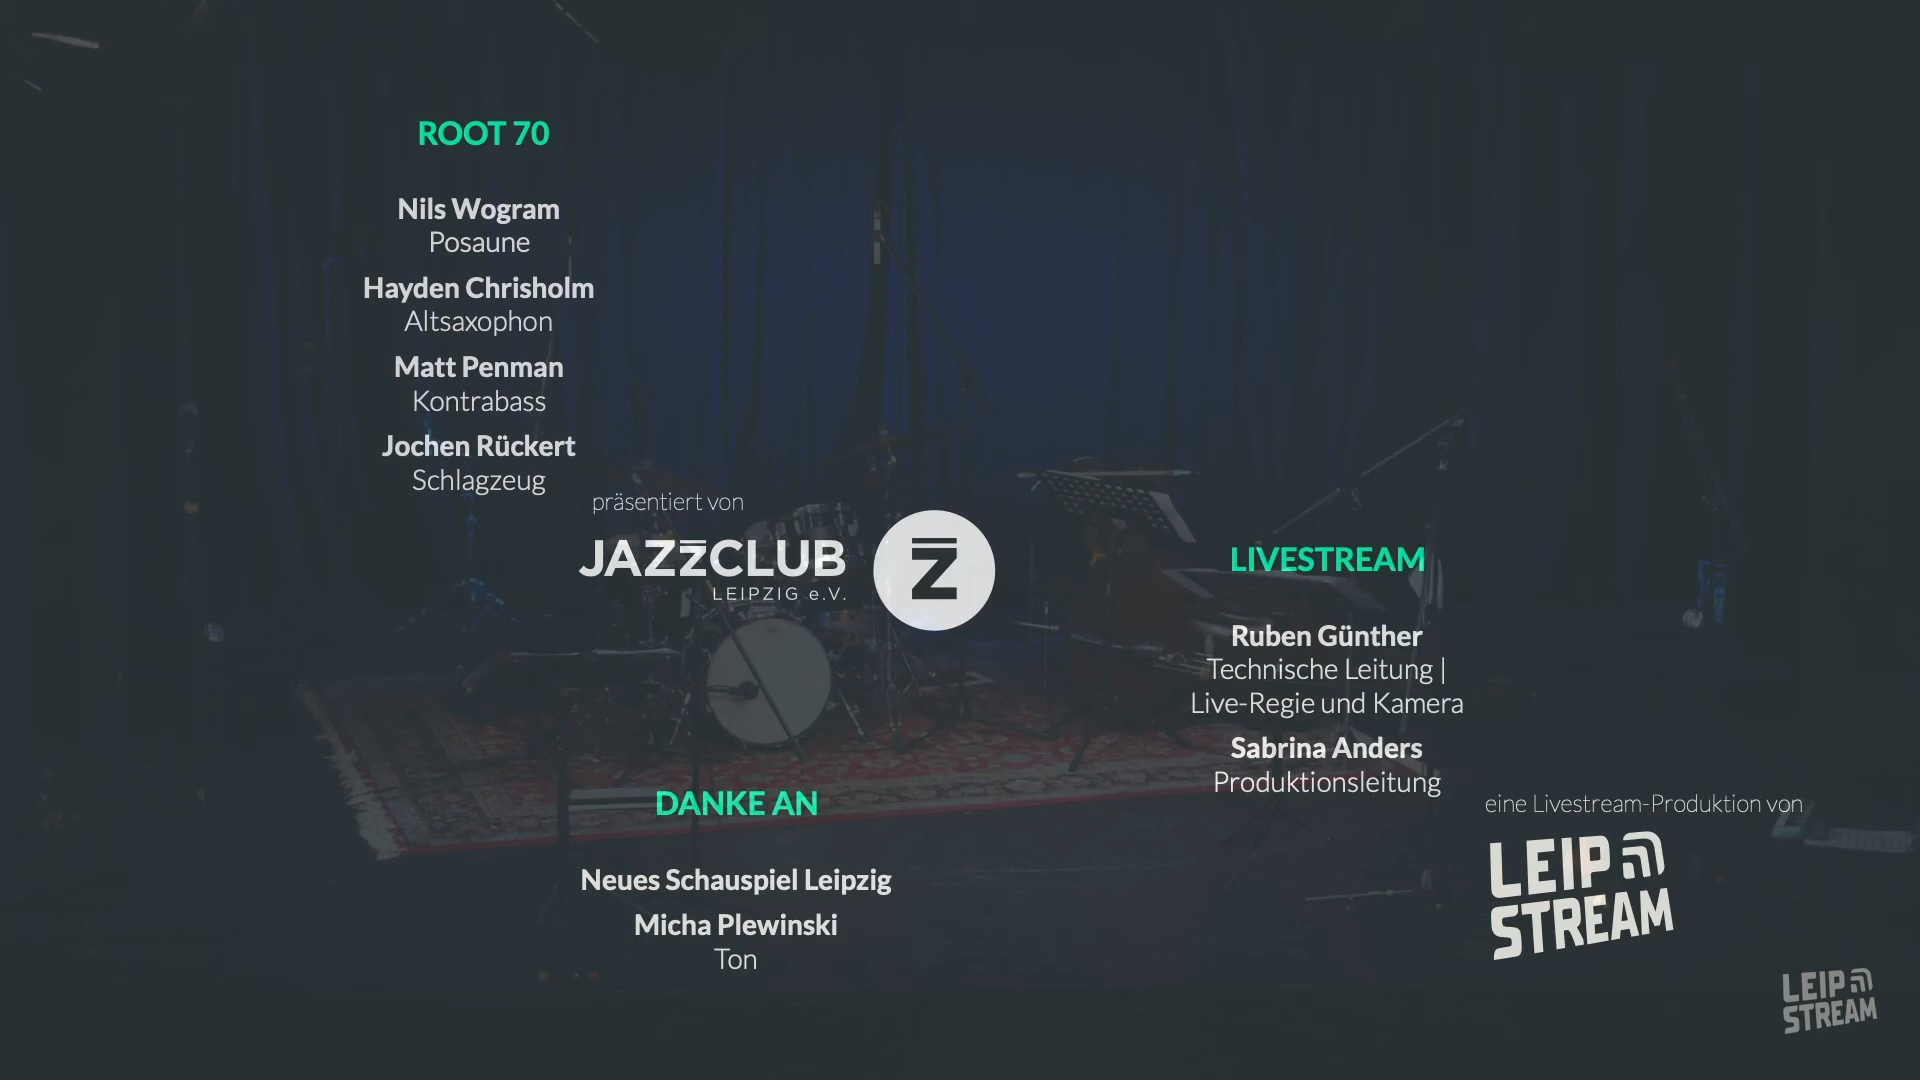 ROOT 70
Nils Wogram
Posaune
Hayden Chrisholm
Altsaxophon
Matt Penman
Kontrabass
Jochen Rückert
Schlagzeug
präsentiert von
JAZZCLUB
LEIPZIG e.V.
Z
LIVESTREAM
Ruben Günther
Technische Leitung |
Live-Regie und Kamera
Sabrina Anders
Produktionsleitung
DANKE AN
Neues Schauspiel Leipzig
Micha Plewinski
Ton
eine Livestream-Produktion von
LEIP
STREAM
LEIP
STREAM